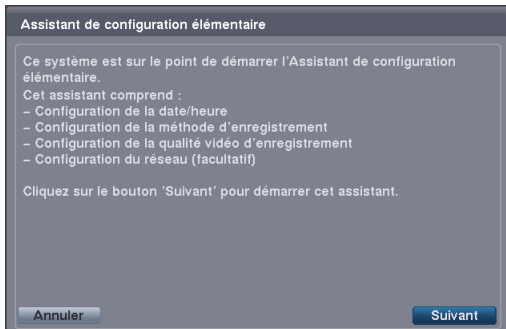 Assistant de configuration élémentaire
Ce système est sur le point de démarrer l'Assistant de configuration
élémentaire.
Cet assistant comprend :
– Configuration de la date/heure
– Configuration de la méthode d'enregistrement
– Configuration de la qualité vidéo d'enregistrement
– Configuration du réseau (facultatif)
Cliquez sur le bouton 'Suivant' pour démarrer cet assistant.
Annuler
Suivant